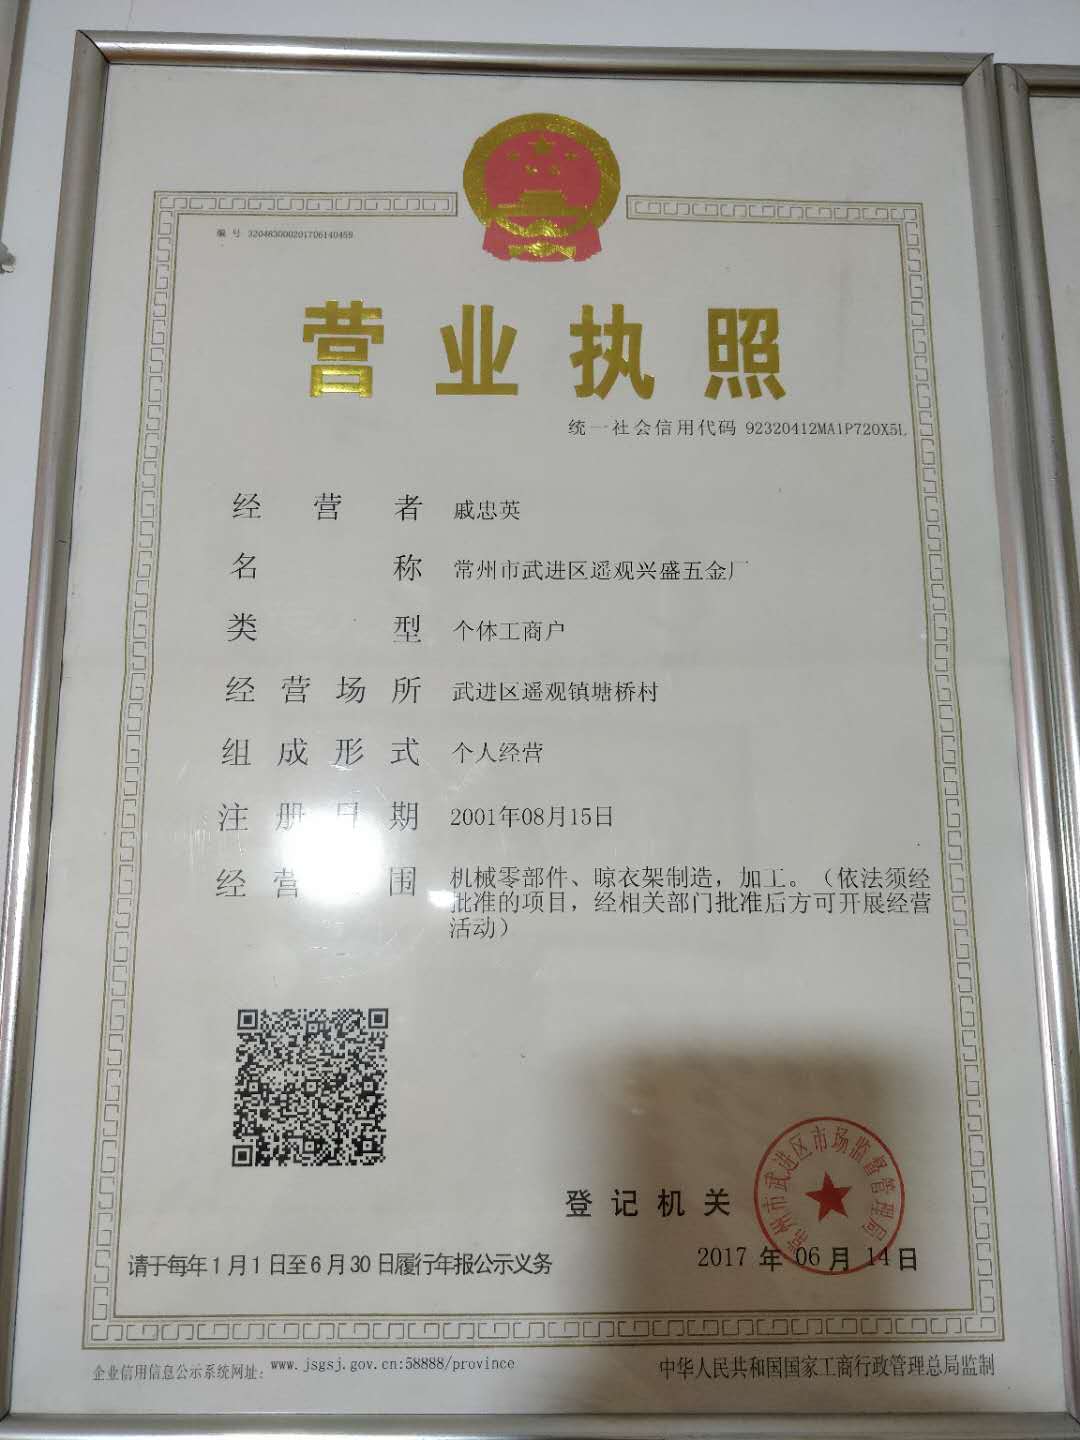 编 号 320483000201706140459
营业执照
统一社会信用代码 92320412MA1P720X5L
经营者 戚忠英
名称 常州市武进区遥观兴盛五金厂
类型 个体工商户
经营场所 武进区遥观镇塘桥村
组成形式 个人经营
注册日期 2001年08月15日
经营 围 机械零部件、晾衣架制造，加工。（依法须经
批准的项目，经相关部门批准后方可开展经营
活动）
常州市武进区市场监督管理局
登记机关
2017 年 06 月 14 日
请于每年1月1日至6月30日履行年报公示义务
企业信用信息公示系统网址： www.jsgsj.gov.cn:58888/province
中华人民共和国国家工商行政管理总局监制